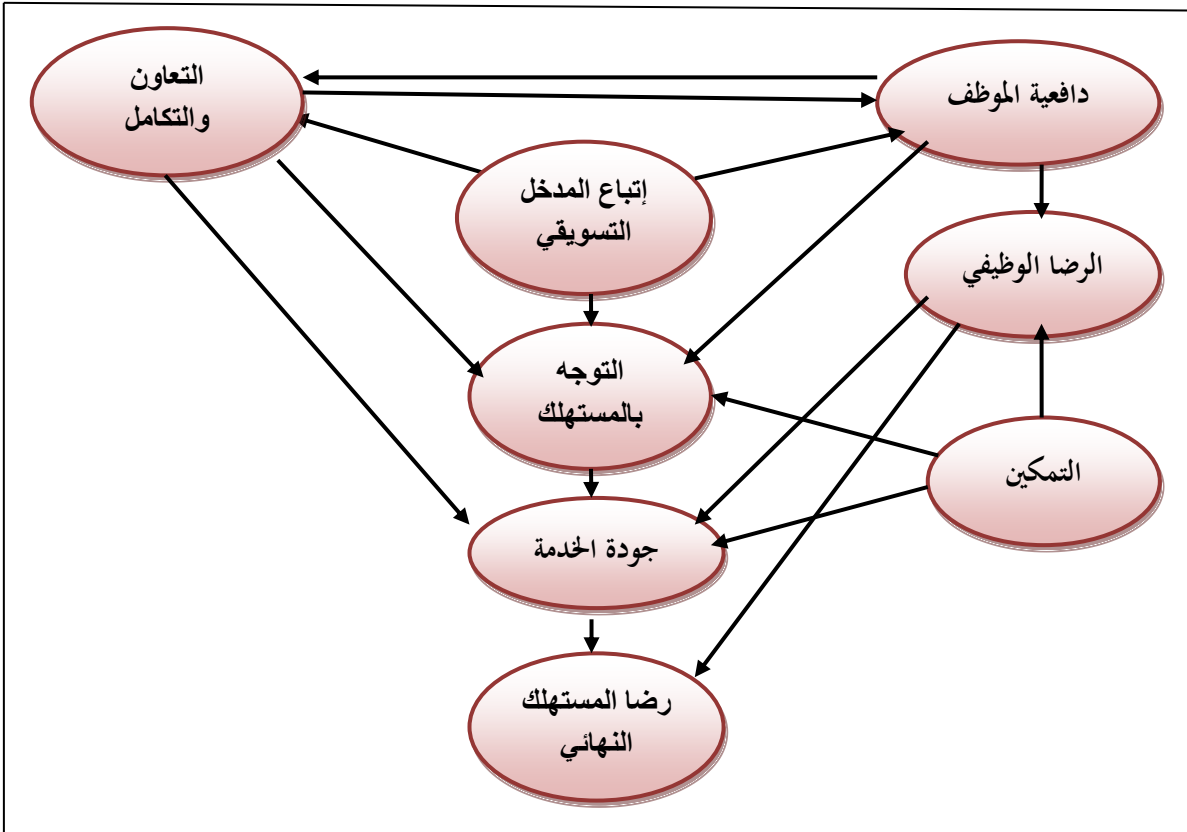 دافعية الموظف
التعاون
والتكامل
إتباع المدخل
التسويقي
الرضا الوظيفي
التوجه
بالمستهلك
التمكين
جودة الخدمة
رضا المستهلك
النهائي